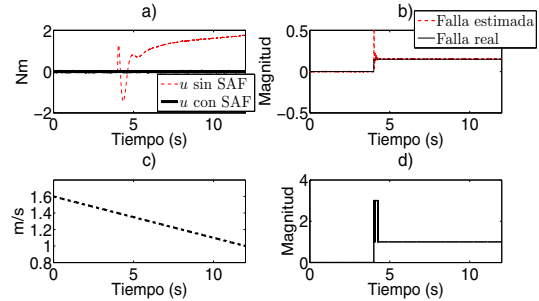 a)
2
0
−2
Nm
u sin SAF
u con SAF
0
5
10
Tiempo (s)
b)
0.5
0
−0.5
Magnitud
Falla estimada
Falla real
0
5
10
Tiempo (s)
c)
1.6
1.4
1.2
1
0.8
m/s
0
5
10
Tiempo (s)
d)
4
2
0
Magnitud
0
5
10
Tiempo (s)